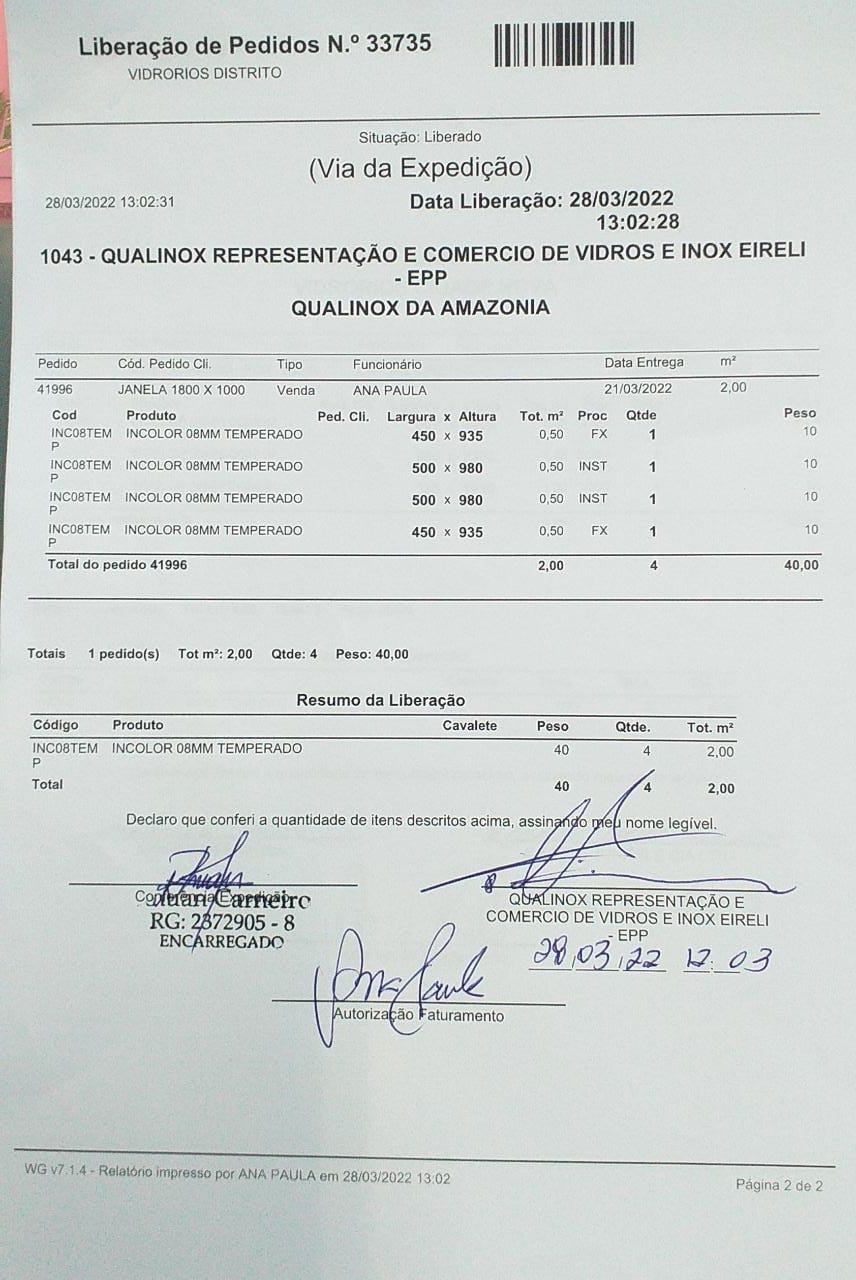 Liberação de Pedidos N.º 33735
VIDRORIOS DISTRITO
Situação: Liberado
(Via da Expedição)
28/03/2022 13:02:31
Data Liberação: 28/03/2022
13:02:28
1043 - QUALINOX REPRESENTAÇÃO E COMERCIO DE VIDROS E INOX EIRELI
- EPP
QUALINOX DA AMAZONIA
Pedido Cód. Pedido Cli. Tipo Funcionário Data Entrega m²
41996 JANELA 1800 X 1000 Venda ANA PAULA 21/03/2022 2,00
Cod Produto Ped. Cli. Largura x Altura Tot. m² Proc Qtde Peso
INC08TEM INCOLOR 08MM TEMPERADO 450 x 935 0,50 FX 1 10
P
INC08TEM INCOLOR 08MM TEMPERADO 500 x 980 0,50 INST 1 10
P
INC08TEM INCOLOR 08MM TEMPERADO 500 x 980 0,50 INST 1 10
P
INC08TEM INCOLOR 08MM TEMPERADO 450 x 935 0,50 FX 1 10
P
Total do pedido 41996 2,00 4 40,00
Totais 1 pedido(s) Tot m²: 2,00 Qtde: 4 Peso: 40,00
Resumo da Liberação
Código Produto Cavalete Peso Qtde. Tot. m²
INC08TEM INCOLOR 08MM TEMPERADO 40 4 2,00
P
Total 40 4 2,00
Declaro que conferi a quantidade de itens descritos acima, assinando meu nome legível.
Conferência Expedição
Carneiro
RG: 2372905 - 8
ENCARREGADO
QUALINOX REPRESENTAÇÃO E
COMERCIO DE VIDROS E INOX EIRELI
- EPP
28,03,22 12:03
Ana Paula
Autorização Faturamento
WG v7.1.4 - Relatório impresso por ANA PAULA em 28/03/2022 13:02
Página 2 de 2